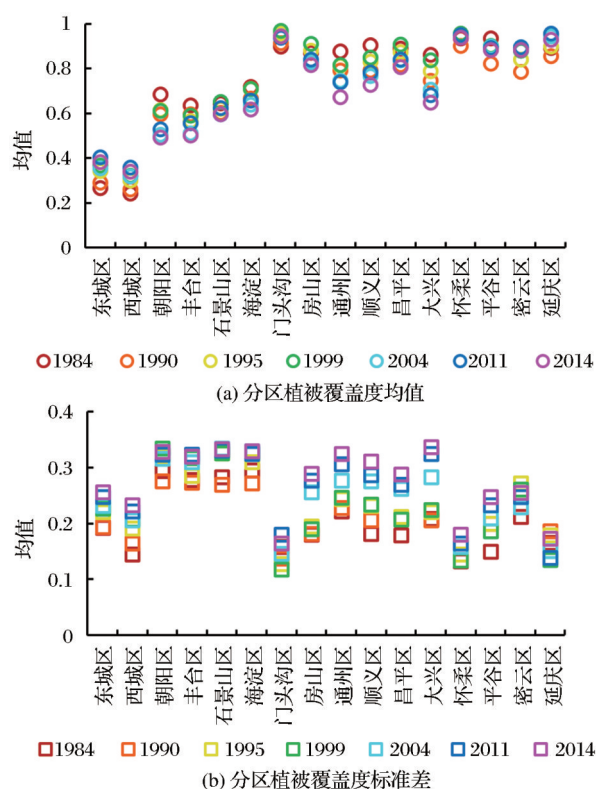 1
0.8
0.6
0.4
0.2
0
均值
东城区 西城区 朝阳区 丰台区 石景山区 海淀区 门头沟区 房山区 通州区 顺义区 昌平区 大兴区 怀柔区 平谷区 密云区 延庆区
1984 1990 1995 1999 2004 2011 2014
(a) 分区植被覆盖度均值
0.4
0.3
0.2
0.1
0
均值
东城区 西城区 朝阳区 丰台区 石景山区 海淀区 门头沟区 房山区 通州区 顺义区 昌平区 大兴区 怀柔区 平谷区 密云区 延庆区
1984 1990 1995 1999 2004 2011 2014
(b) 分区植被覆盖度标准差